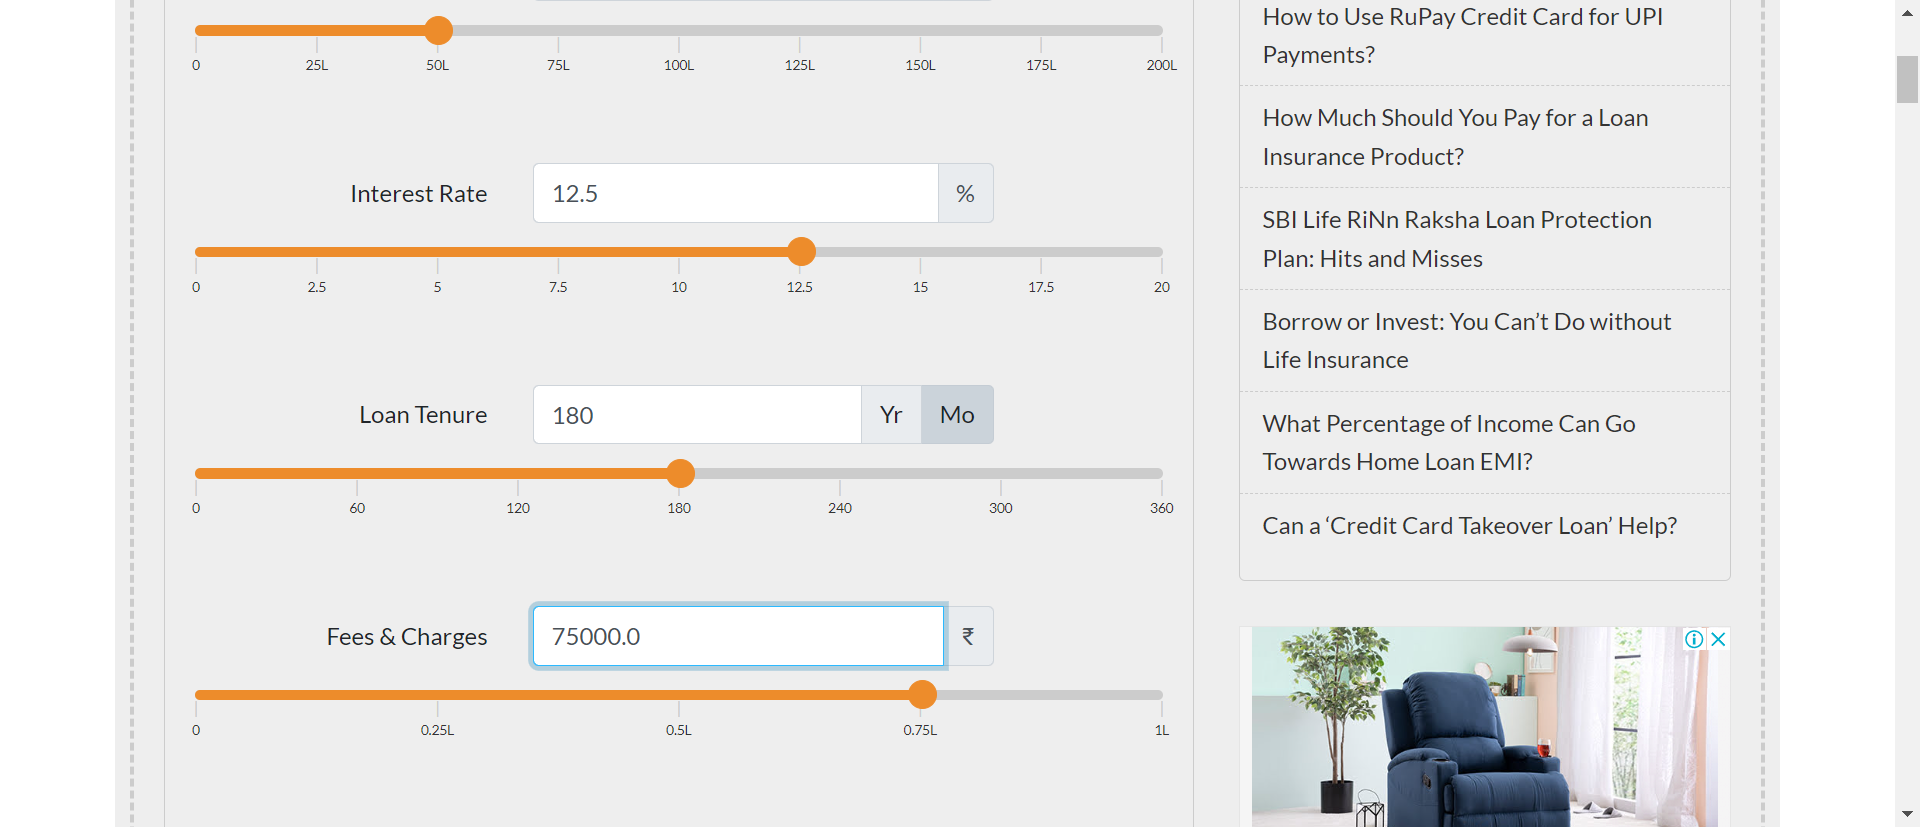 0 25L 50L 75L 100L 125L 150L 175L 200L
Interest Rate 12.5 %
0 2.5 5 7.5 10 12.5 15 17.5 20
Loan Tenure 180 Yr Mo
0 60 120 180 240 300 360
Fees & Charges 75000.0 ₹
0 0.25L 0.5L 0.75L 1L
How to Use RuPay Credit Card for UPI
Payments?
How Much Should You Pay for a Loan
Insurance Product?
SBI Life RiNn Raksha Loan Protection
Plan: Hits and Misses
Borrow or Invest: You Can’t Do without
Life Insurance
What Percentage of Income Can Go
Towards Home Loan EMI?
Can a ‘Credit Card Takeover Loan’ Help?